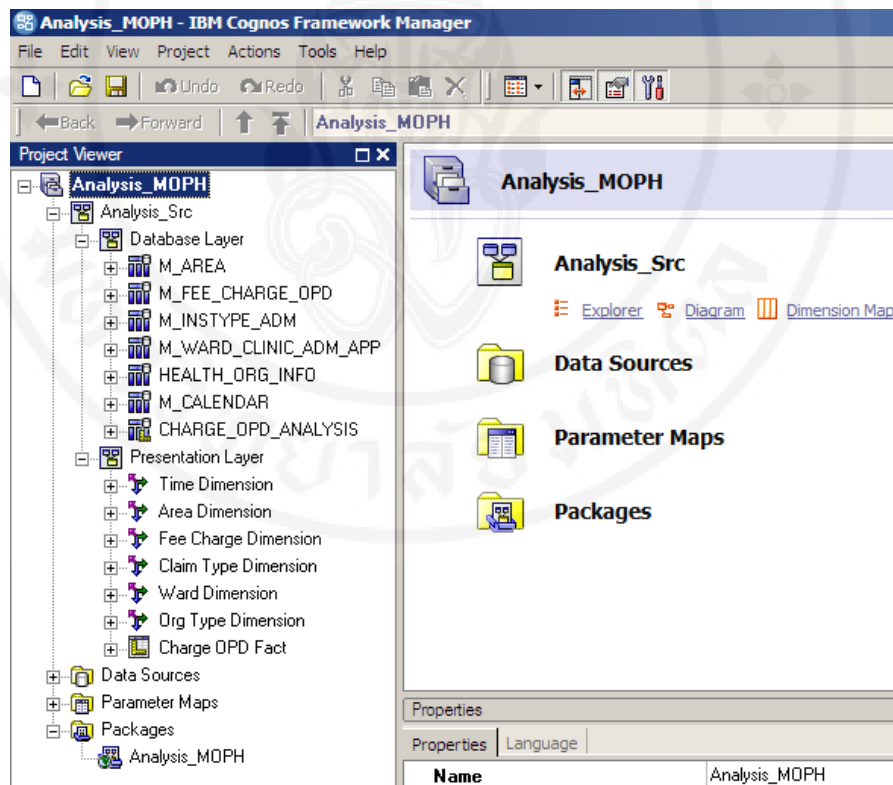 Analysis_MOPH - IBM Cognos Framework Manager
File Edit View Project Actions Tools Help
Undo Redo
Back Forward Analysis_MOPH
Project Viewer
Analysis_MOPH
Analysis_Src
Database Layer
M_AREA
M_FEE_CHARGE_OPD
M_INSTYPE_ADM
M_WARD_CLINIC_ADM_APP
HEALTH_ORG_INFO
M_CALENDAR
CHARGE_OPD_ANALYSIS
Presentation Layer
Time Dimension
Area Dimension
Fee Charge Dimension
Claim Type Dimension
Ward Dimension
Org Type Dimension
Charge OPD Fact
Data Sources
Parameter Maps
Packages
Analysis_MOPH
Analysis_MOPH
Analysis_Src
Explorer Diagram Dimension Map
Data Sources
Parameter Maps
Packages
Properties
Properties Language
Name Analysis_MOPH